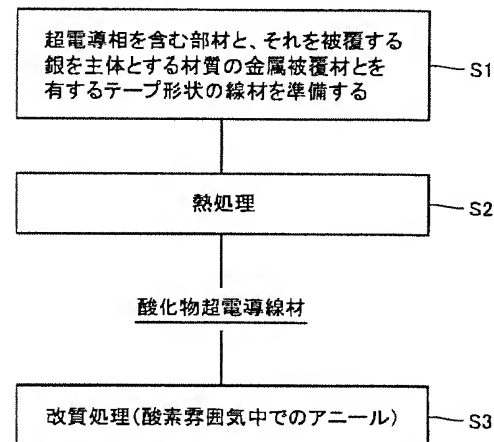 超電導相を含む部材と、それを被覆する
銀を主体とする材質の金属被覆材とを
有するテープ形状の線材を準備する
S1
熱処理
S2
酸化物超電導線材
改質処理(酸素雰囲気中でのアニール)
S3